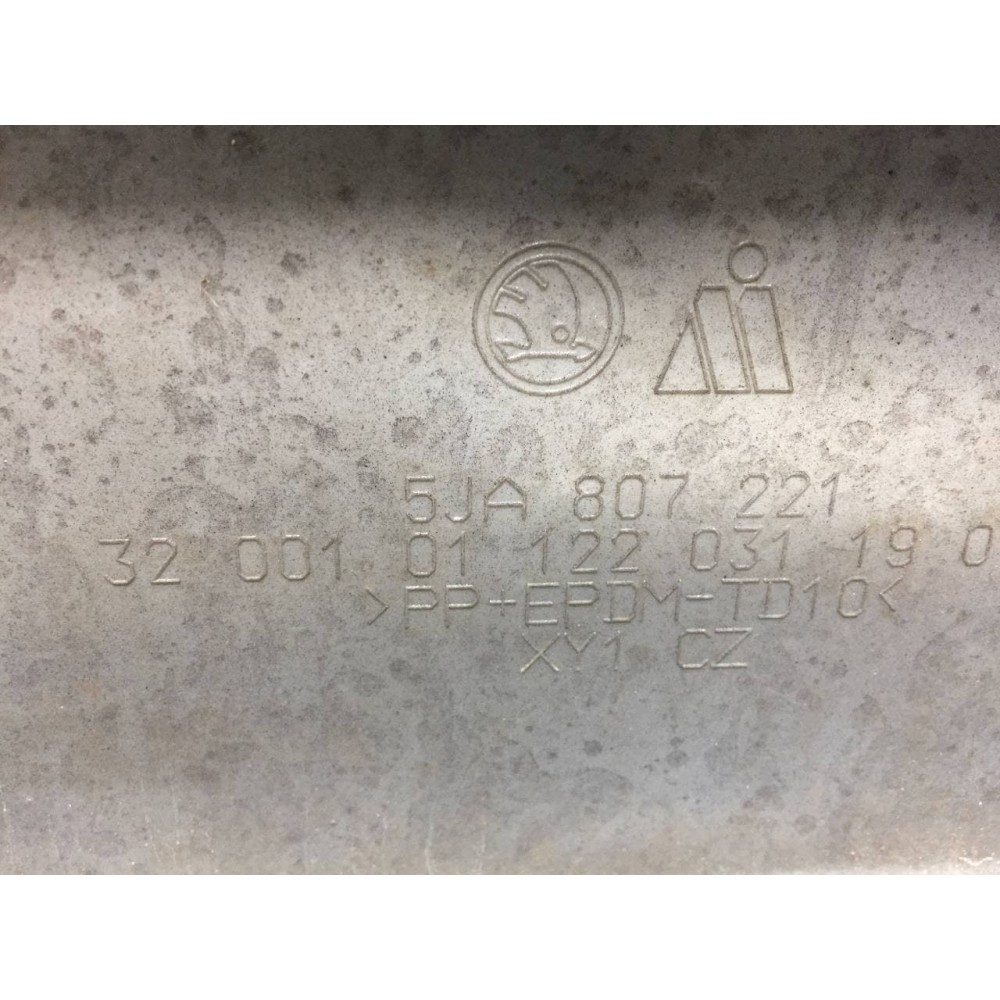 5JA 807 221
32 001 01 122 031 19 0
>PP+EPDM-TD10<
XY1 CZ